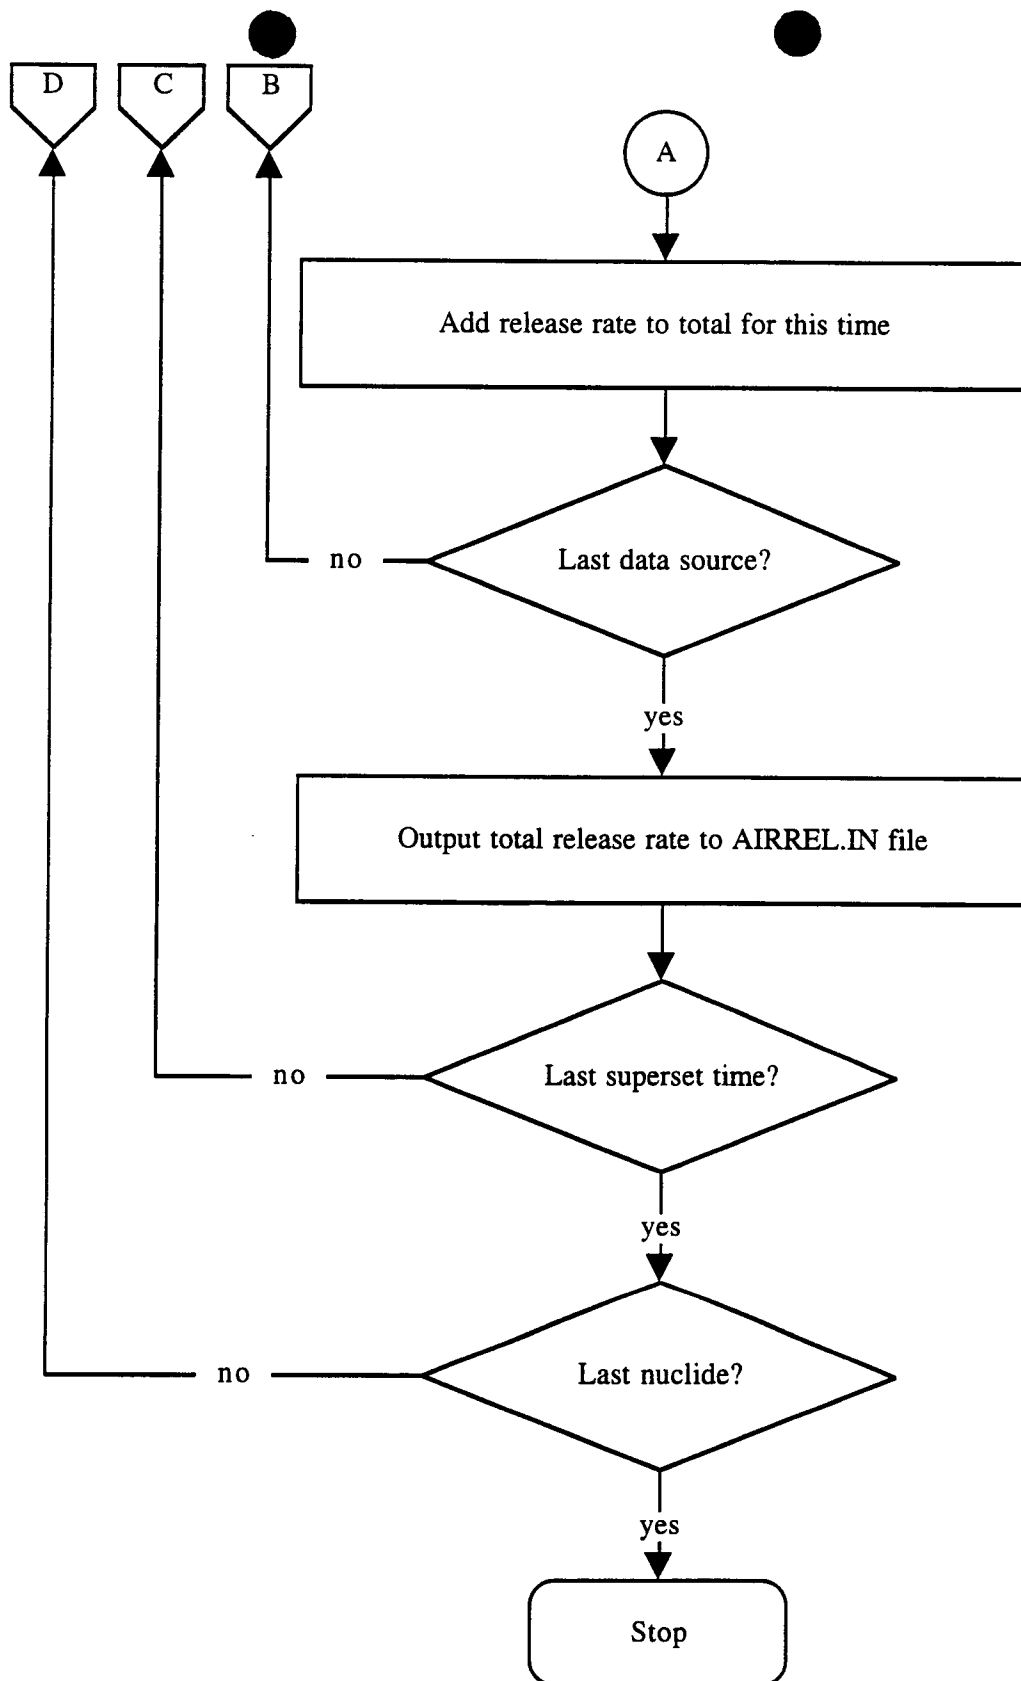 D
C
B
A
Add release rate to total for this time
Last data source?
no
yes
Output total release rate to AIRREL.IN file
Last superset time?
no
yes
Last nuclide?
no
yes
Stop